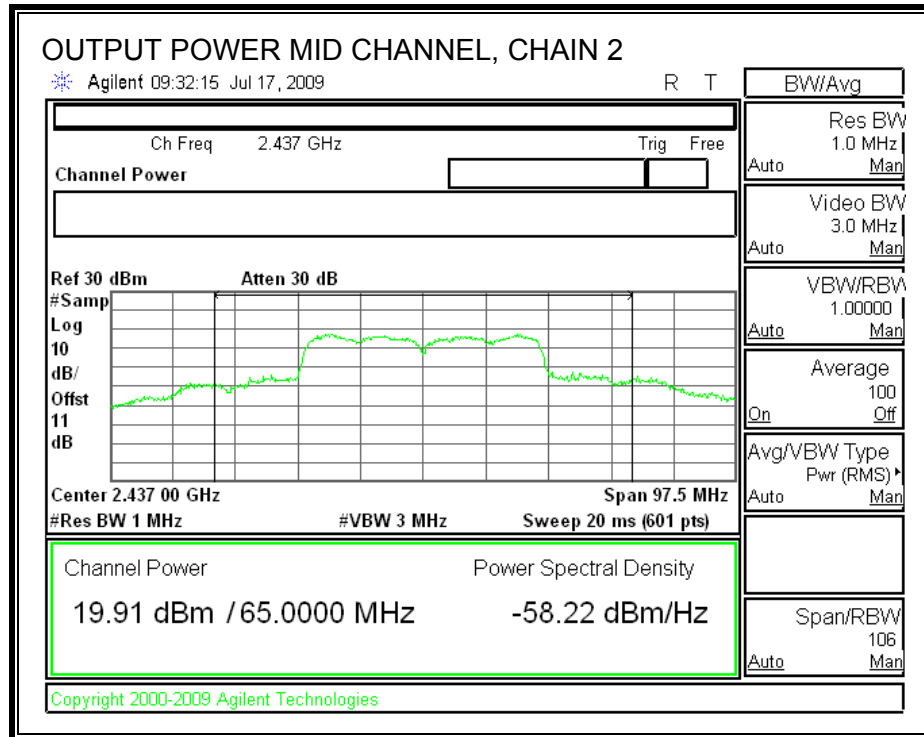 OUTPUT POWER MID CHANNEL, CHAIN 2
Agilent 09:32:15 Jul 17, 2009
R T
Ch Freq 2.437 GHz
Trig Free
Channel Power
Ref 30 dBm
Atten 30 dB
#Samp
Log
10
dB/
Offst
11
dB
Center 2.437 00 GHz
Span 97.5 MHz
#Res BW 1 MHz
#VBW 3 MHz
Sweep 20 ms (601 pts)
Channel Power
Power Spectral Density
19.91 dBm / 65.0000 MHz
-58.22 dBm/Hz
Copyright 2000-2009 Agilent Technologies
BW/Avg
Res BW
1.0 MHz
Auto Man
Video BW
3.0 MHz
Auto Man
VBW/RBW
1.00000
Auto Man
Average
100
On Off
Avg/VBW Type
Pwr (RMS)
Auto Man
Span/RBW
106
Auto Man